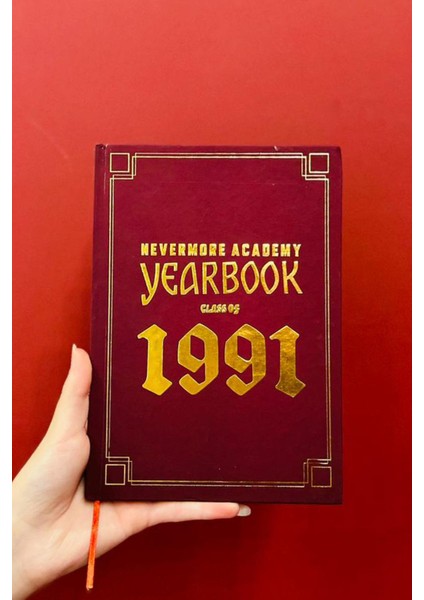 NEVERMORE ACADEMY
YEARBOOK
CLASS OF
1991